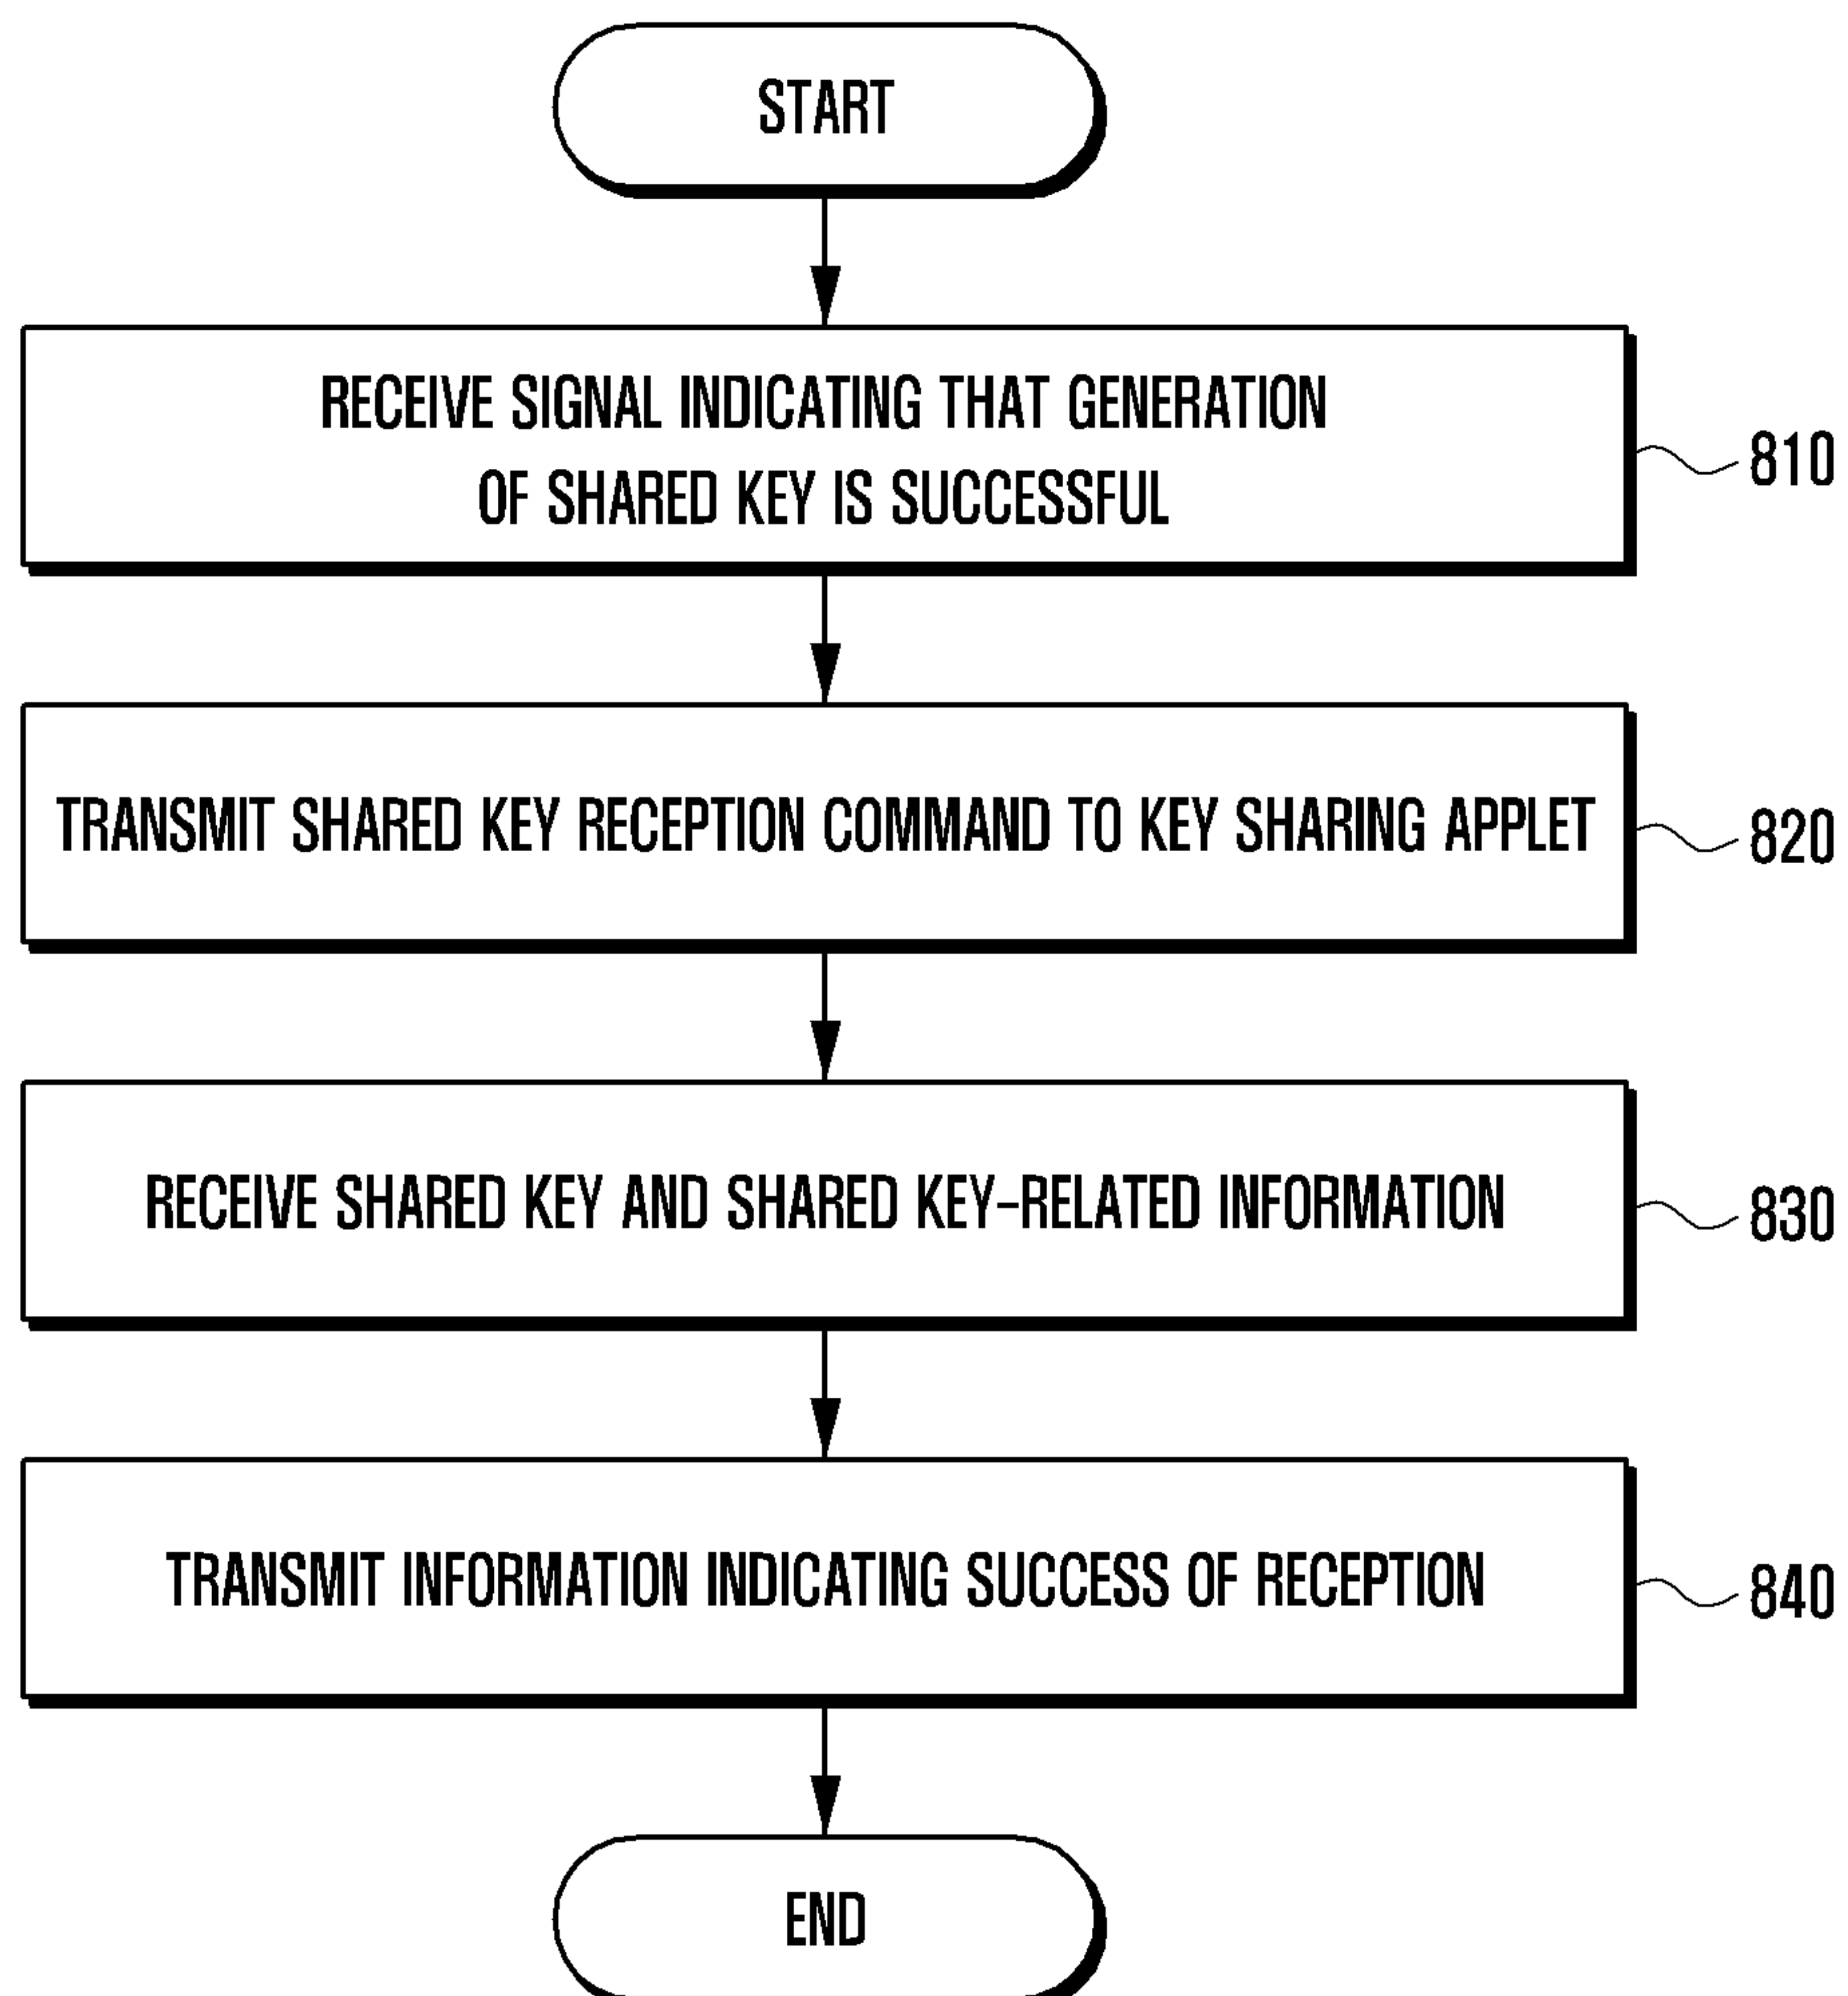 START
RECEIVE SIGNAL INDICATING THAT GENERATION
OF SHARED KEY IS SUCCESSFUL
810
TRANSMIT SHARED KEY RECEPTION COMMAND TO KEY SHARING APPLET
820
RECEIVE SHARED KEY AND SHARED KEY-RELATED INFORMATION
830
TRANSMIT INFORMATION INDICATING SUCCESS OF RECEPTION
840
END